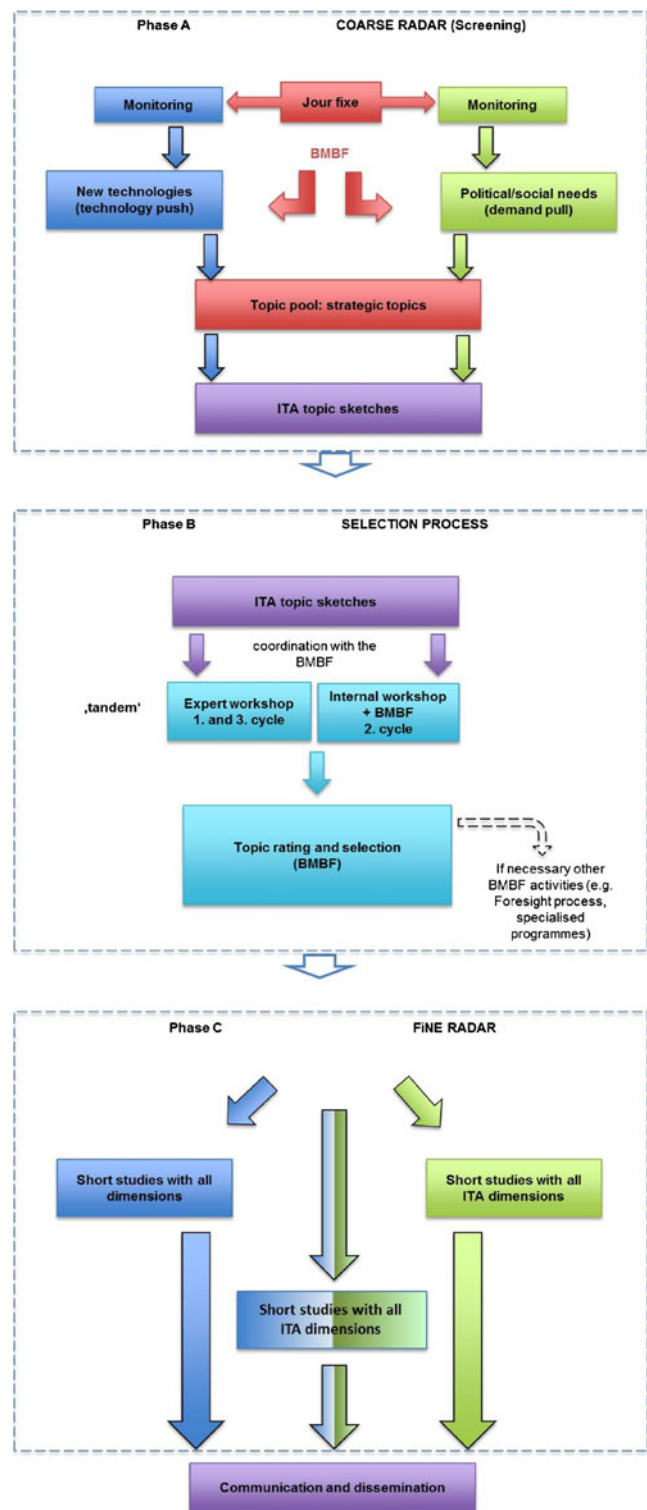 Phase A COARSE RADAR (Screening)
Monitoring
Jour fixe
Monitoring
BMBF
New technologies
(technology push)
Political/social needs
(demand pull)
Topic pool: strategic topics
ITA topic sketches
Phase B SELECTION PROCESS
ITA topic sketches
coordination with the
BMBF
‚tandem‘
Expert workshop
1. and 3. cycle
Internal workshop
+ BMBF
2. cycle
Topic rating and selection
(BMBF)
If necessary other
BMBF activities (e.g.
Foresight process,
specialised
programmes)
Phase C FiNE RADAR
Short studies with all
dimensions
Short studies with all
ITA dimensions
Short studies with all
ITA dimensions
Communication and dissemination